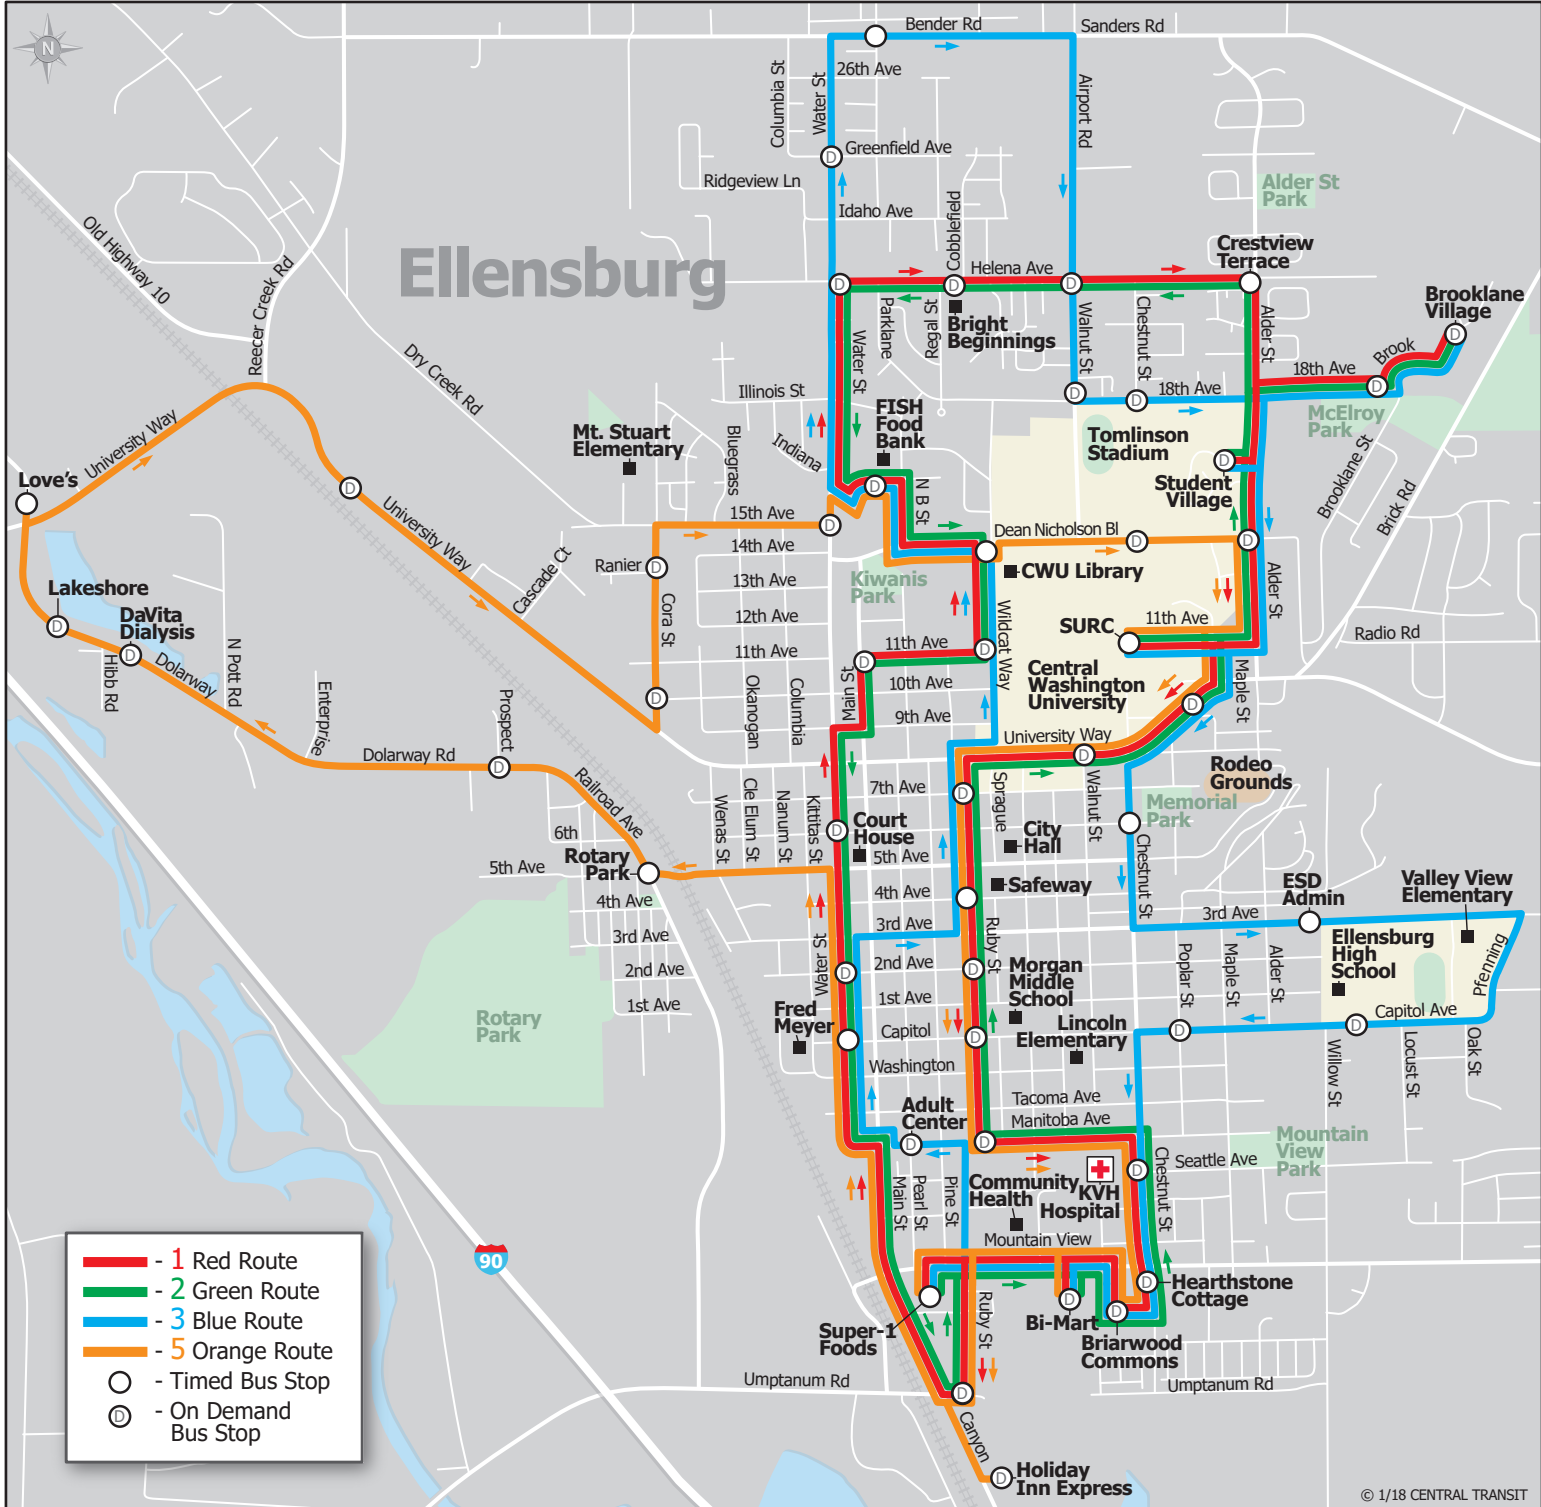 N
Bender Rd
Sanders Rd
26th Ave
Columbia St
Water St
Airport Rd
Greenfield Ave
Ridgeview Ln
Idaho Ave
Alder St
Park
Old Highway 10
Reecer Creek Rd
Ellensburg
Cobblefield
Helena Ave
Crestview
Terrace
Brooklane
Village
Parklane
Regal St
Bright
Beginnings
Walnut St
Chestnut St
Alder St
Brook
Water St
Dry Creek Rd
Illinois St
18th Ave
18th Ave
McElroy
Park
University Way
Mt. Stuart
Elementary
Bluegrass
Indiana
FISH
Food
Bank
Tomlinson
Stadium
Student
Village
Brooklane St
Brick Rd
Love's
D
University Way
N B St
15th Ave
Dean Nicholson Bl
14th Ave
Cascade Ct
Ranier
13th Ave
Kiwanis
Park
CWU Library
Cora St
12th Ave
Wildcat Way
Alder St
Lakeshore
DaVita
Dialysis
SURC
11th Ave
Radio Rd
11th Ave
11th Ave
N Pott Rd
Hibb Rd
Dolarway
Central
Washington
University
Maple St
Enterprise
Prospect
Okanogan
Columbia
Main St
10th Ave
9th Ave
Dolarway Rd
University Way
Railroad Ave
Rodeo
Grounds
7th Ave
Sprague
Walnut St
Memorial
Park
Wenas St
Cle Elum St
Nanum St
Kittitas St
6th
Court
House
City
Hall
5th Ave
Rotary
Park
5th Ave
4th Ave
4th Ave
Safeway
Chestnut St
ESD
Admin
Valley View
Elementary
3rd Ave
3rd Ave
3rd Ave
Ruby St
Water St
2nd Ave
2nd Ave
Morgan
Middle
School
Poplar St
Maple St
Alder St
Ellensburg
High
School
Pfenning
1st Ave
1st Ave
Rotary
Park
Fred
Meyer
Capitol
Lincoln
Elementary
Capitol Ave
Washington
Willow St
Locust St
Oak St
Tacoma Ave
Adult
Center
Manitoba Ave
Mountain
View
Park
Seattle Ave
Main St
Pearl St
Pine St
Community
Health
KVH
Hospital
Chestnut St
Mountain View
90
- 1 Red Route
- 2 Green Route
- 3 Blue Route
- 5 Orange Route
- Timed Bus Stop
D - On Demand
Bus Stop
Hearthstone
Cottage
Ruby St
Super-1
Foods
Bi-Mart
Briarwood
Commons
Umptanum Rd
Umptanum Rd
Canyon
Holiday
Inn Express
© 1/18 CENTRAL TRANSIT